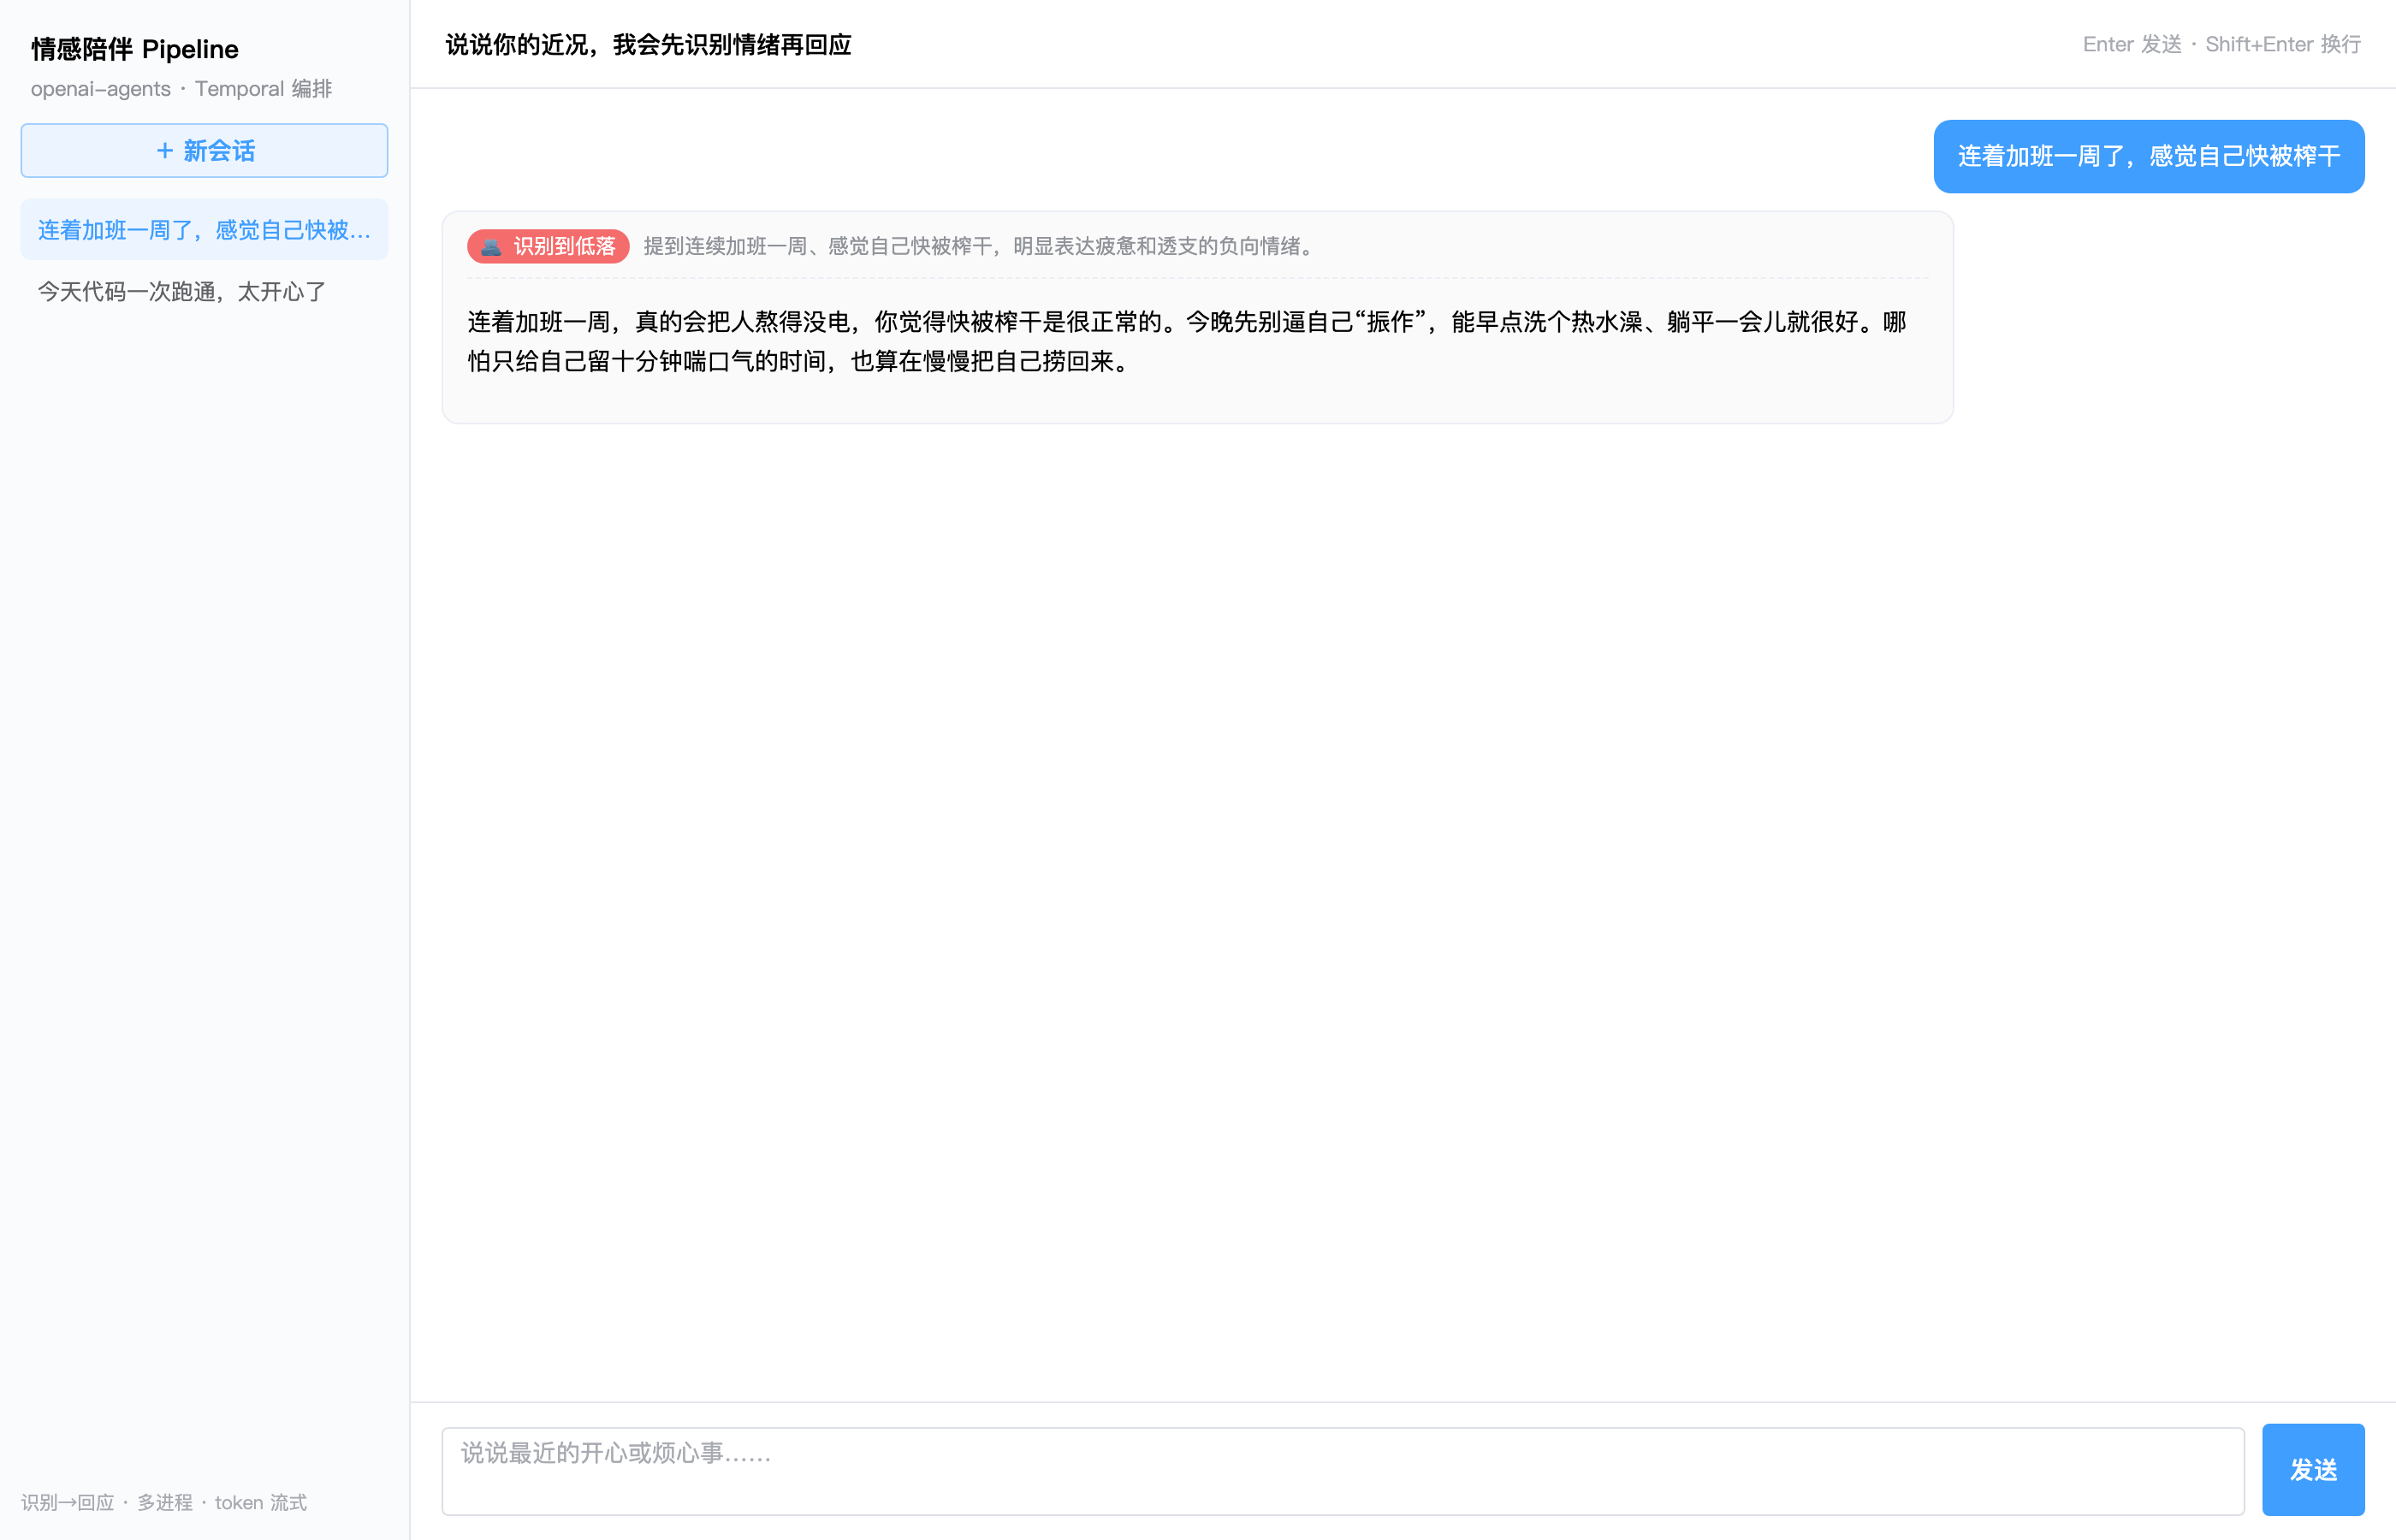 情感陪伴 Pipeline
openai-agents · Temporal 编排
+ 新会话
连着加班一周了，感觉自己快被...
今天代码一次跑通，太开心了
识别→回应 · 多进程 · token 流式
说说你的近况，我会先识别情绪再回应
Enter 发送 · Shift+Enter 换行
连着加班一周了，感觉自己快被榨干
识别到低落 提到连续加班一周、感觉自己快被榨干，明显表达疲惫和透支的负向情绪。
连着加班一周，真的会把人熬得没电，你觉得快被榨干是很正常的。今晚先别逼自己“振作”，能早点洗个热水澡、躺平一会儿就很好。哪
怕只给自己留十分钟喘口气的时间，也算在慢慢把自己捞回来。
说说最近的开心或烦心事……
发送